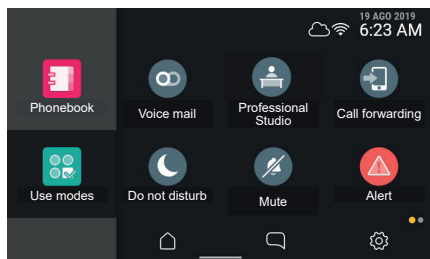 19 AGO 2019
6:23 AM
Phonebook
Voice mail
Professional
Studio
Call forwarding
Use modes
Do not disturb
Mute
Alert